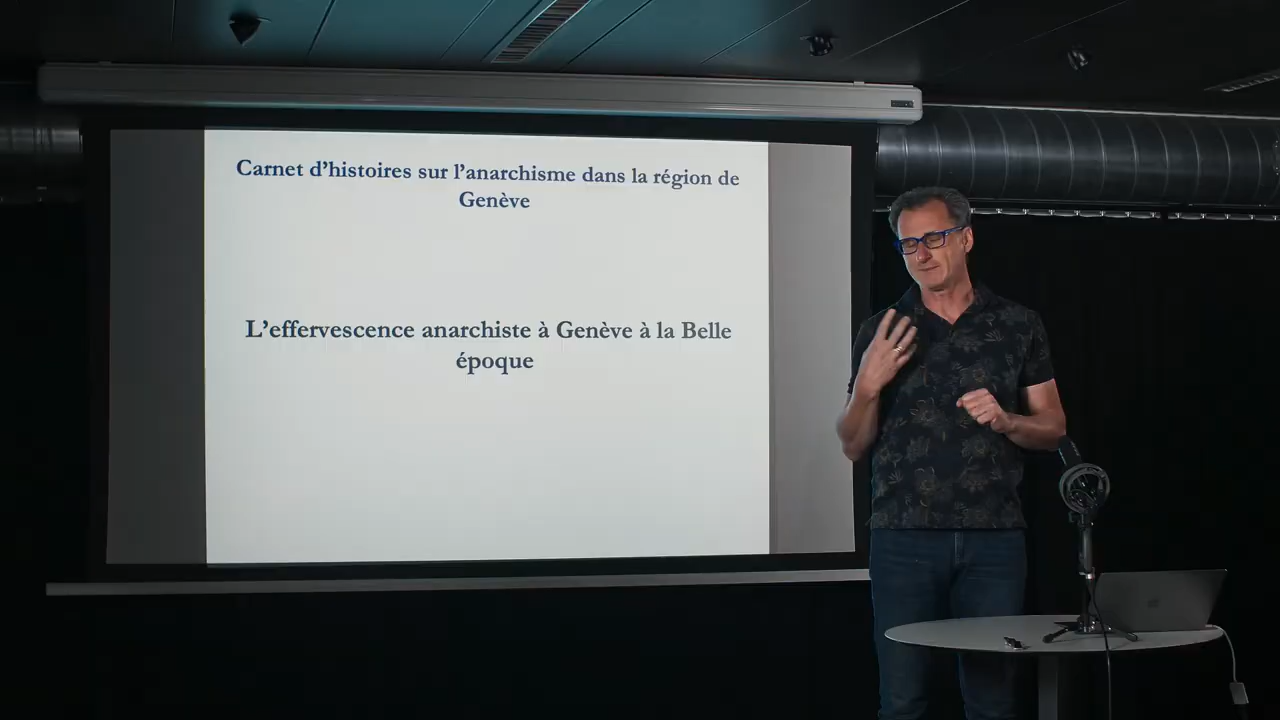 Carnet d’histoires sur l’anarchisme dans la région de
Genève
L’effervescence anarchiste à Genève à la Belle
époque